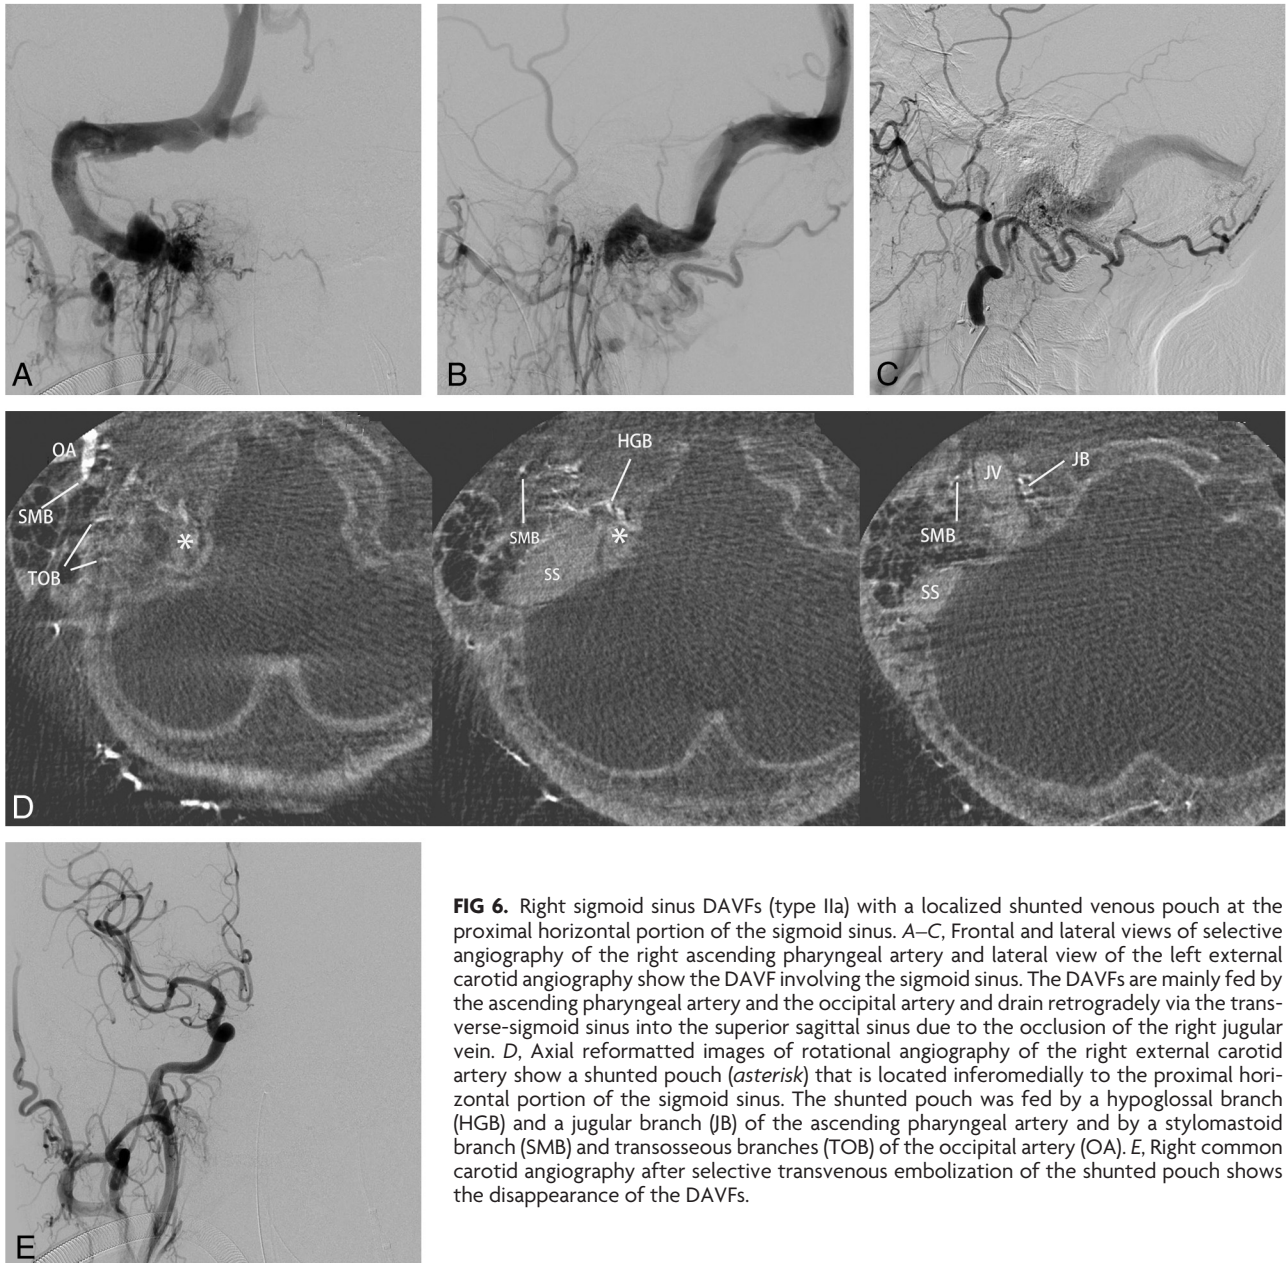 A
B
C
OA
SMB
TOB
*
D
HGB
SMB
*
SS
JV
JB
SMB
SS
E
FIG 6. Right sigmoid sinus DAVFs (type IIa) with a localized shunted venous pouch at the
proximal horizontal portion of the sigmoid sinus. A–C, Frontal and lateral views of selective
angiography of the right ascending pharyngeal artery and lateral view of the left external
carotid angiography show the DAVF involving the sigmoid sinus. The DAVFs are mainly fed by
the ascending pharyngeal artery and the occipital artery and drain retrogradely via the trans-
verse-sigmoid sinus into the superior sagittal sinus due to the occlusion of the right jugular
vein. D, Axial reformatted images of rotational angiography of the right external carotid
artery show a shunted pouch (asterisk) that is located inferomedially to the proximal hori-
zontal portion of the sigmoid sinus. The shunted pouch was fed by a hypoglossal branch
(HGB) and a jugular branch (JB) of the ascending pharyngeal artery and by a stylomastoid
branch (SMB) and transosseous branches (TOB) of the occipital artery (OA). E, Right common
carotid angiography after selective transvenous embolization of the shunted pouch shows
the disappearance of the DAVFs.